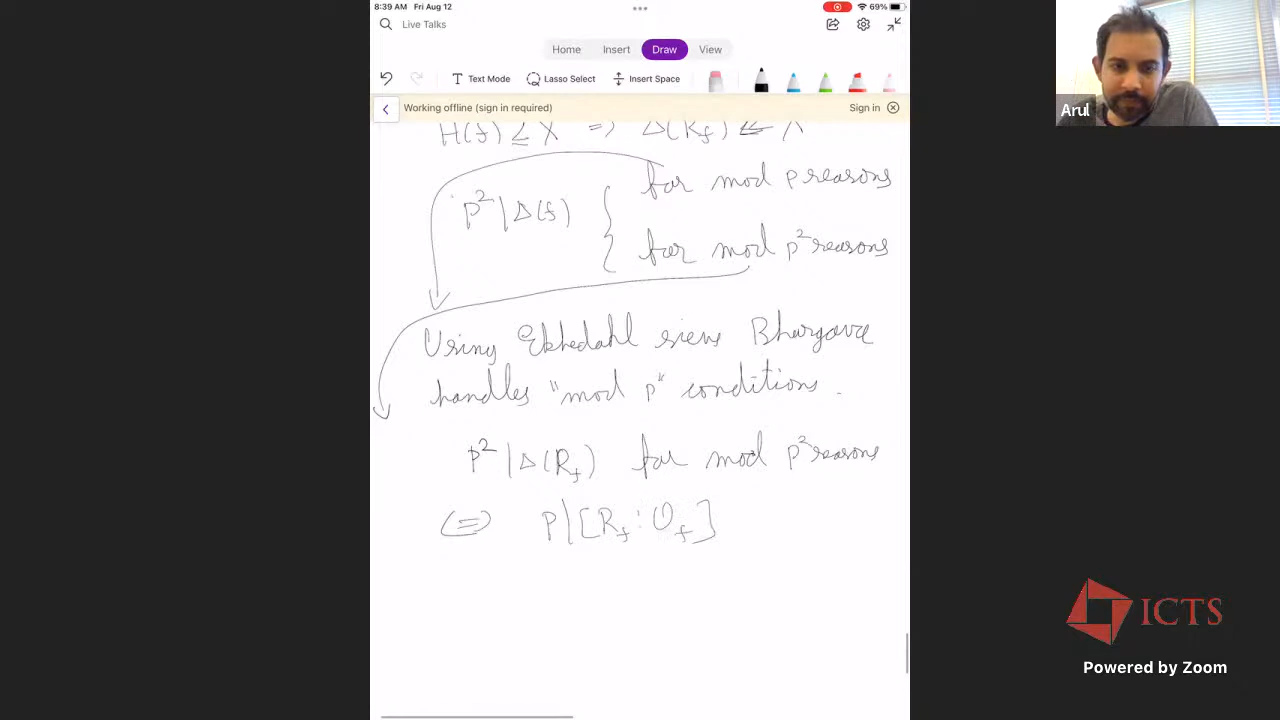 8:39 AM Fri Aug 12
69%
Live Talks
Home Insert Draw View
Text Mode Lasso Select Insert Space
Working offline (sign in required)
Sign in
Arul
H(f) ≤ X => Δ(R_f) ≪ X
p² | Δ(f) { for mod p reasons
for mod p² reasons
Using Ekhedahl sieve Bhargava
handles "mod p" conditions.
p² | Δ(R_f) for mod p² reasons
(=) p | [R_f : O_f]
ICTS
Powered by Zoom